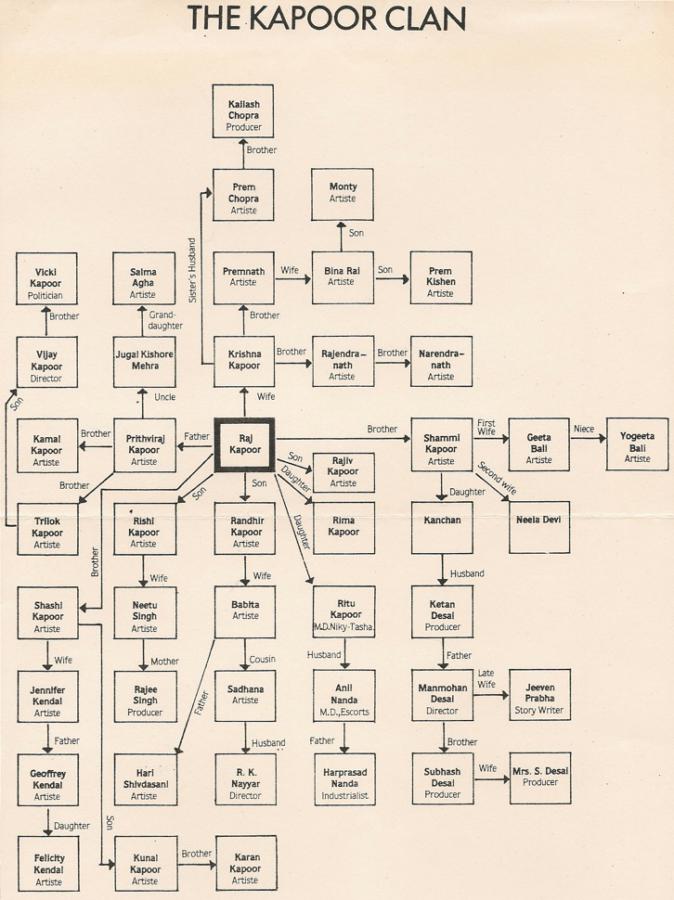 THE KAPOOR CLAN
Kailash
Chopra
Producer
Brother
Prem
Chopra
Artiste
Monty
Artiste
Sister's Husband
Son
Vicki
Kapoor
Politician
Salma
Agha
Artiste
Premnath
Artiste
Wife
Bina Rai
Artiste
Son
Prem
Kishen
Artiste
Brother
Grand-
daughter
Brother
Vijay
Kapoor
Director
Jugal Kishore
Mehra
Krishna
Kapoor
Brother
Rajendra-
nath
Artiste
Brother
Narendra-
nath
Artiste
Son
Uncle
Wife
Kamal
Kapoor
Artiste
Brother
Prithviraj
Kapoor
Artiste
Father
Raj
Kapoor
Brother
Shammi
Kapoor
Artiste
First
Wife
Geeta
Bali
Artiste
Niece
Yogeeta
Bali
Artiste
Son
Rajiv
Kapoor
Artiste
Brother
Son
Son
Daughter
Daughter
Daughter
Second wife
Trilok
Kapoor
Artiste
Rishi
Kapoor
Artiste
Randhir
Kapoor
Artiste
Rima
Kapoor
Kanchan
Neela Devi
Brother
Wife
Wife
Husband
Shashi
Kapoor
Artiste
Neetu
Singh
Artiste
Babita
Artiste
Ritu
Kapoor
M.D.Niky-Tasha.
Ketan
Desai
Producer
Wife
Mother
Cousin
Husband
Father
Jennifer
Kendal
Artiste
Rajee
Singh
Producer
Father
Sadhana
Artiste
Anil
Nanda
M.D.,Escorts
Manmohan
Desai
Director
Late
Wife
Jeeven
Prabha
Story Writer
Father
Husband
Father
Brother
Geoffrey
Kendal
Artiste
Hari
Shivdasani
Artiste
R. K.
Nayyar
Director
Harprasad
Nanda
Industrialist
Subhash
Desai
Producer
Wife
Mrs. S. Desai
Producer
Daughter
Son
Felicity
Kendal
Artiste
Kunal
Kapoor
Artiste
Brother
Karan
Kapoor
Artiste